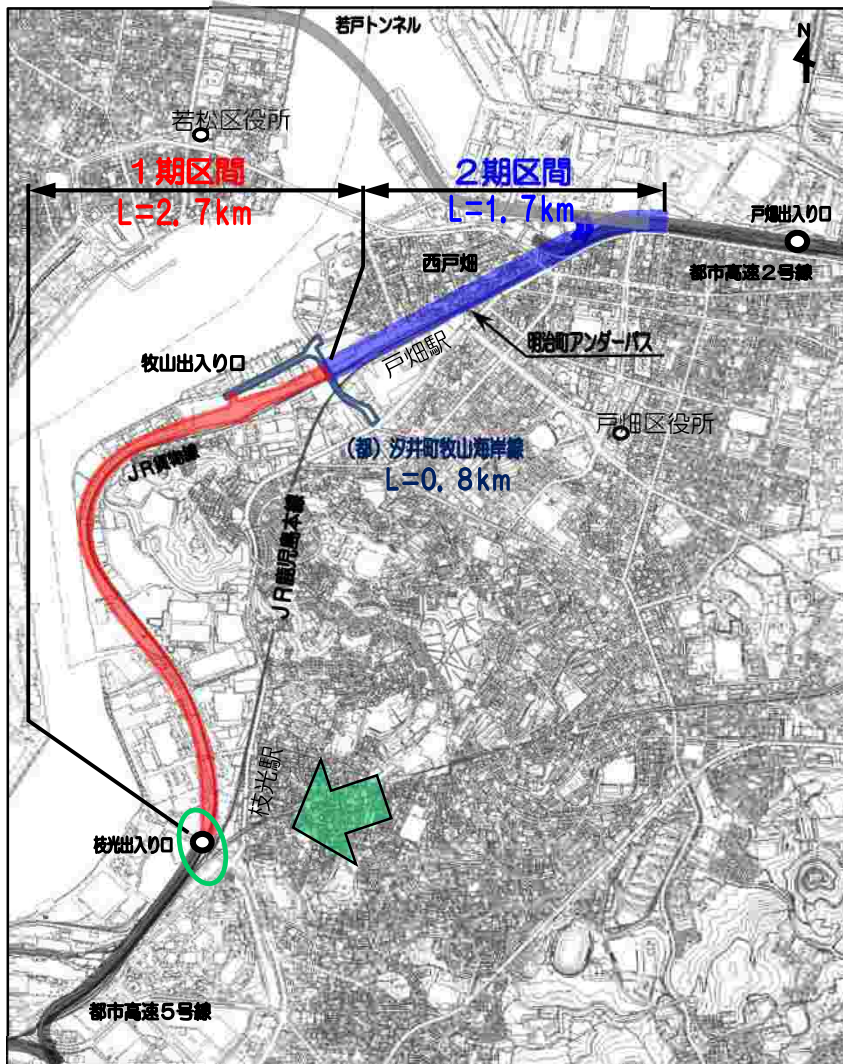 若戸トンネル
N
若松区役所
1期区間
L=2.7km
2期区間
L=1.7km
戸畑出入り口
都市高速2号線
西戸畑
明治町アンダーパス
戸畑駅
牧山出入り口
戸畑区役所
(都)汐井町牧山海岸線
L=0.8km
JR貨物線
JR鹿児島本線
枝光駅
枝光出入り口
都市高速5号線